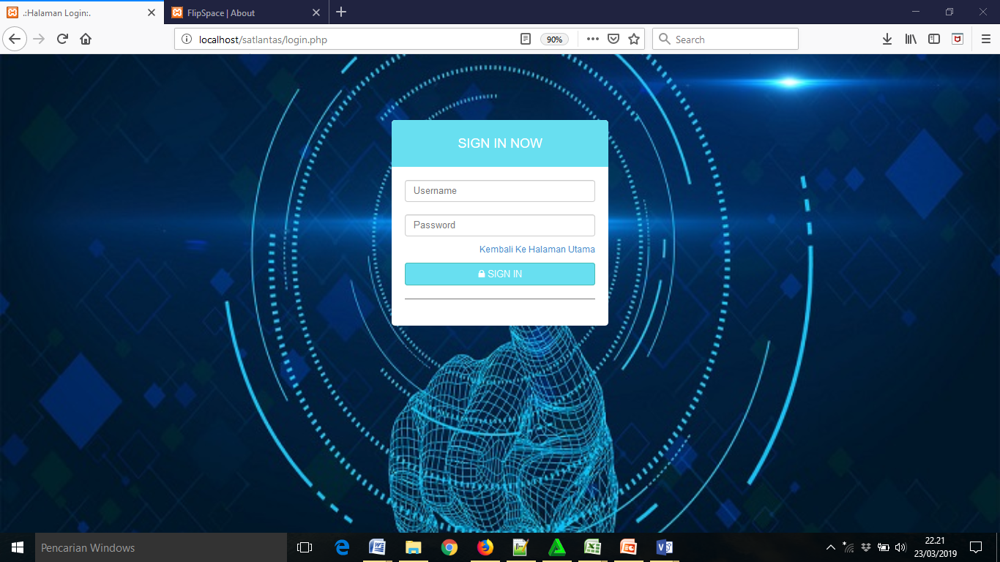 .:Halaman Login:.
FlipSpace | About
localhost/satlantas/login.php
90%
Search
SIGN IN NOW
Username
Password
Kembali Ke Halaman Utama
SIGN IN
Pencarian Windows
22.21
23/03/2019